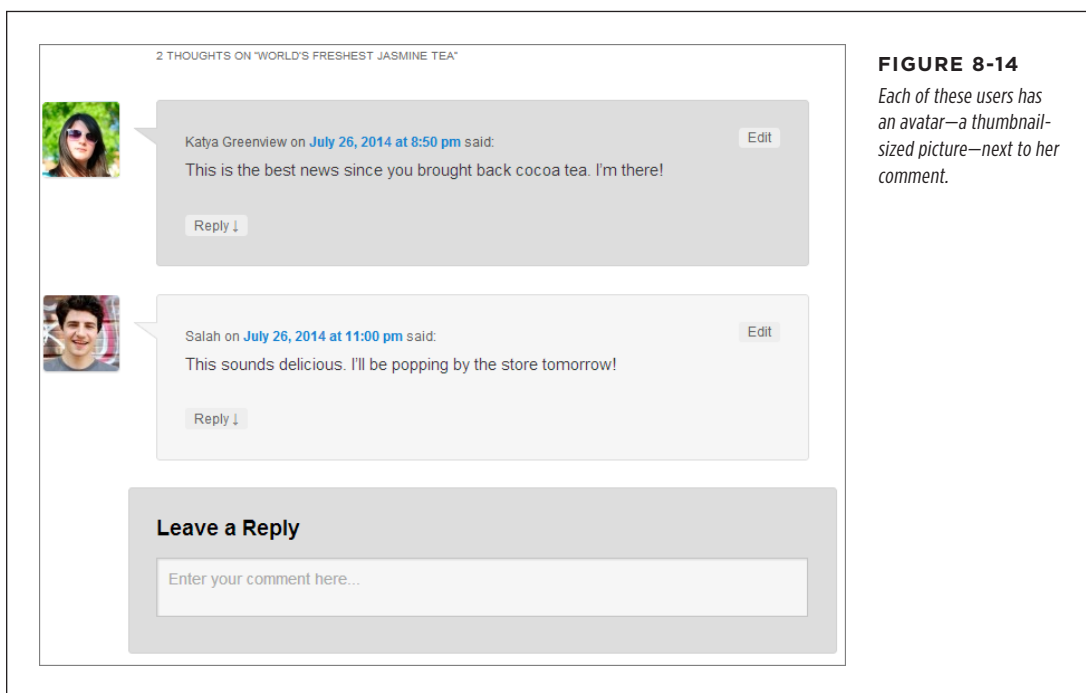 2 THOUGHTS ON "WORLD'S FRESHEST JASMINE TEA"
Katya Greenview on July 26, 2014 at 8:50 pm said:
Edit
This is the best news since you brought back cocoa tea. I'm there!
Reply ↓
Salah on July 26, 2014 at 11:00 pm said:
Edit
This sounds delicious. I'll be popping by the store tomorrow!
Reply ↓
Leave a Reply
Enter your comment here...
FIGURE 8-14
Each of these users has
an avatar—a thumbnail-
sized picture—next to her
comment.